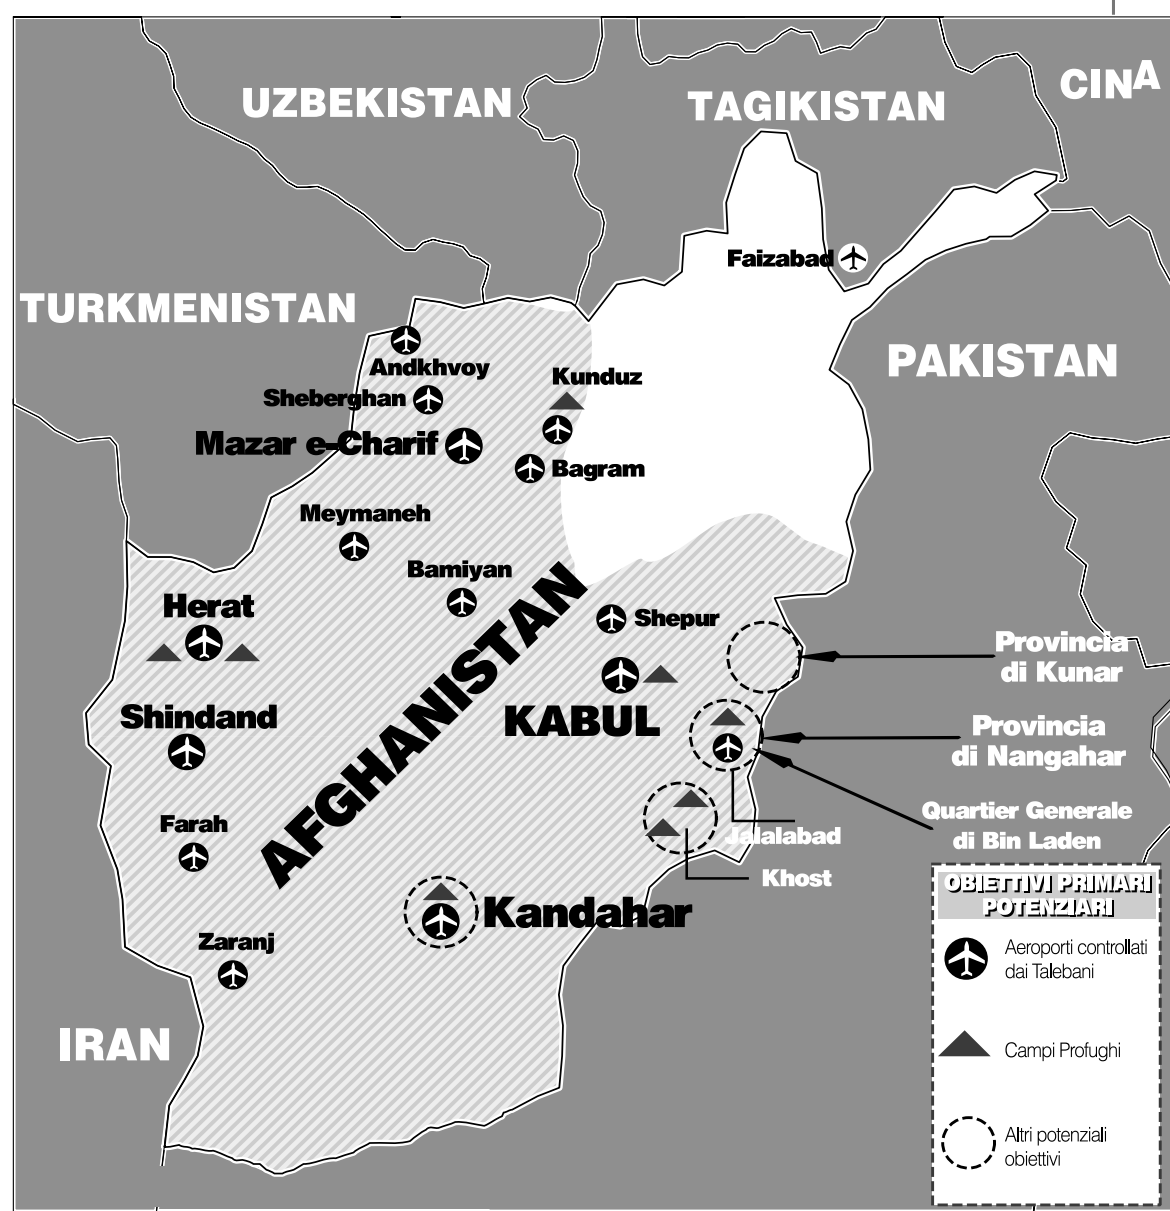 CINA
UZBEKISTAN
TAGIKISTAN
Faizabad
TURKMENISTAN
PAKISTAN
Andkhvoy
Kunduz
Sheberghan
Mazar e-Charif
Bagram
Meymaneh
Bamiyan
AFGHANISTAN
Herat
Shepur
Provincia
di Kunar
Shindand
KABUL
Provincia
di Nangahar
Quartier Generale
di Bin Laden
Farah
Jalalabad
Khost
Kandahar
Zaranj
IRAN
OBIETTIVI PRIMARI
POTENZIARI
Aeroporti controllati
dai Talebani
Campi Profughi
Altri potenziali
obiettivi